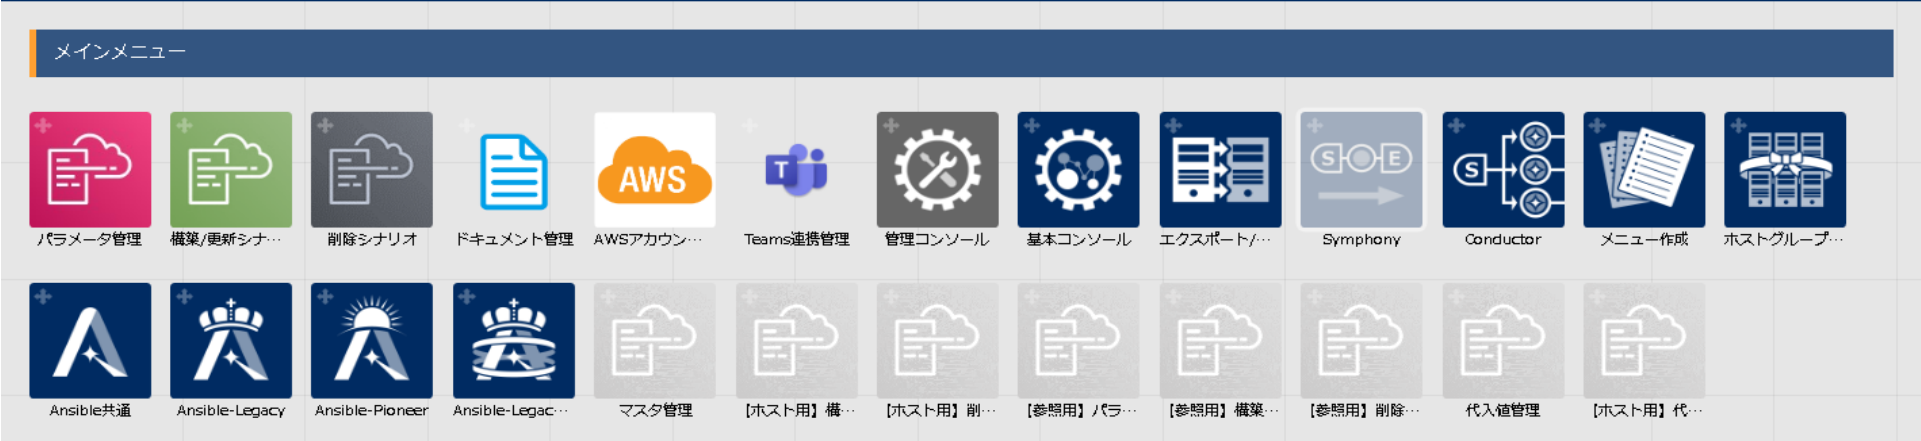 メインメニュー
AWS
T
S E
S
パラメータ管理
構築/更新シナ…
削除シナリオ
ドキュメント管理
AWSアカウン…
Teams連携管理
管理コンソール
基本コンソール
エクスポート/…
Symphony
Conductor
メニュー作成
ホストグループ…
Ansible共通
Ansible-Legacy
Ansible-Pioneer
Ansible-Legac…
マスタ管理
【ホスト用】構…
【ホスト用】削…
【参照用】パラ…
【参照用】構築…
【参照用】削除…
代入値管理
【ホスト用】代…